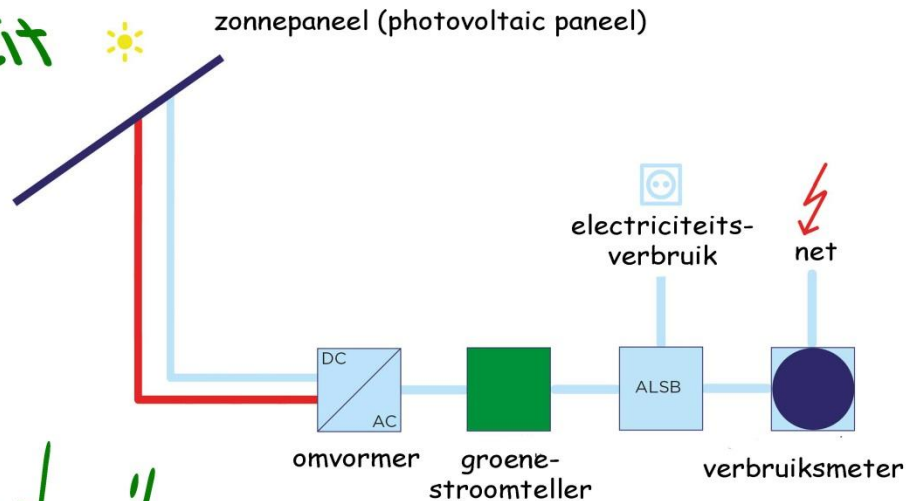 zonnepaneel (photovoltaic paneel)
electriciteits-
verbruik
net
DC
AC
ALSB
omvormer
groene-
stroomteller
verbruiksmeter